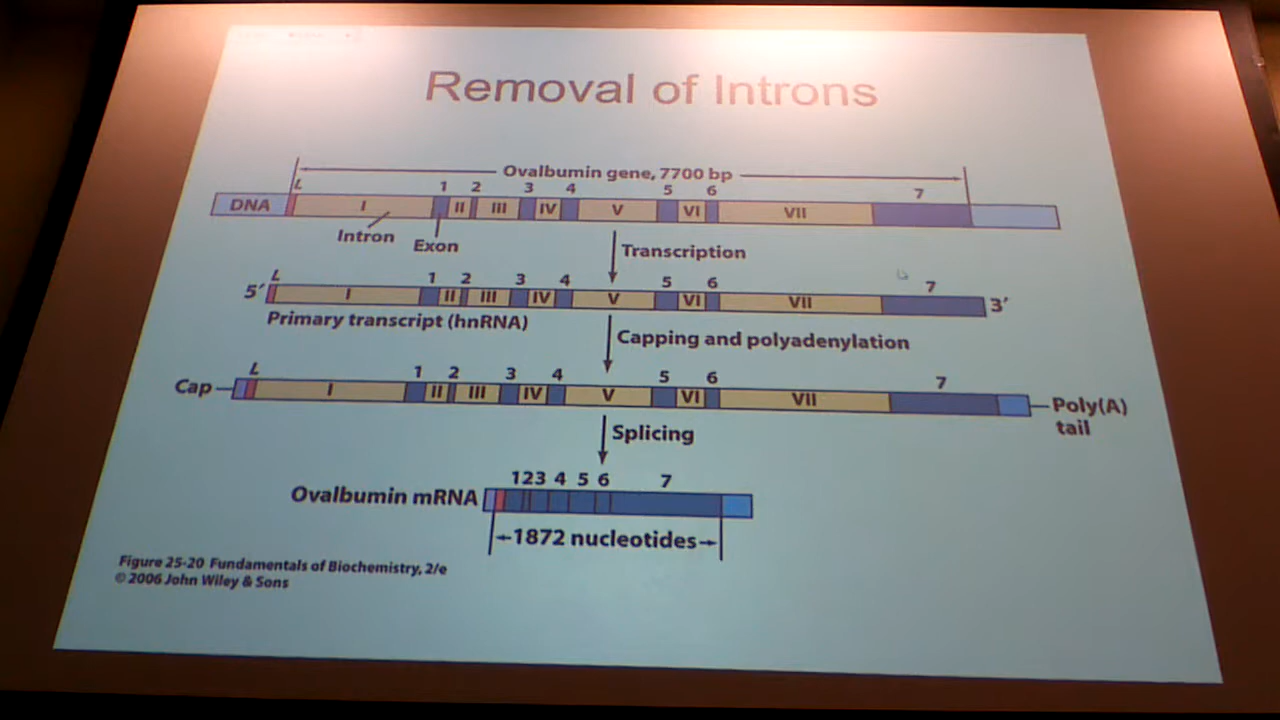 Removal of Introns
Ovalbumin gene, 7700 bp
L 1 2 3 4 5 6 7
DNA I II III IV V VI VII
Intron Exon
Transcription
L 1 2 3 4 5 6 7
5′ I II III IV V VI VII 3′
Primary transcript (hnRNA)
Capping and polyadenylation
L 1 2 3 4 5 6 7
Cap I II III IV V VI VII Poly(A)
tail
Splicing
1 2 3 4 5 6 7
Ovalbumin mRNA
1872 nucleotides
Figure 25-20 Fundamentals of Biochemistry, 2/e
© 2006 John Wiley & Sons